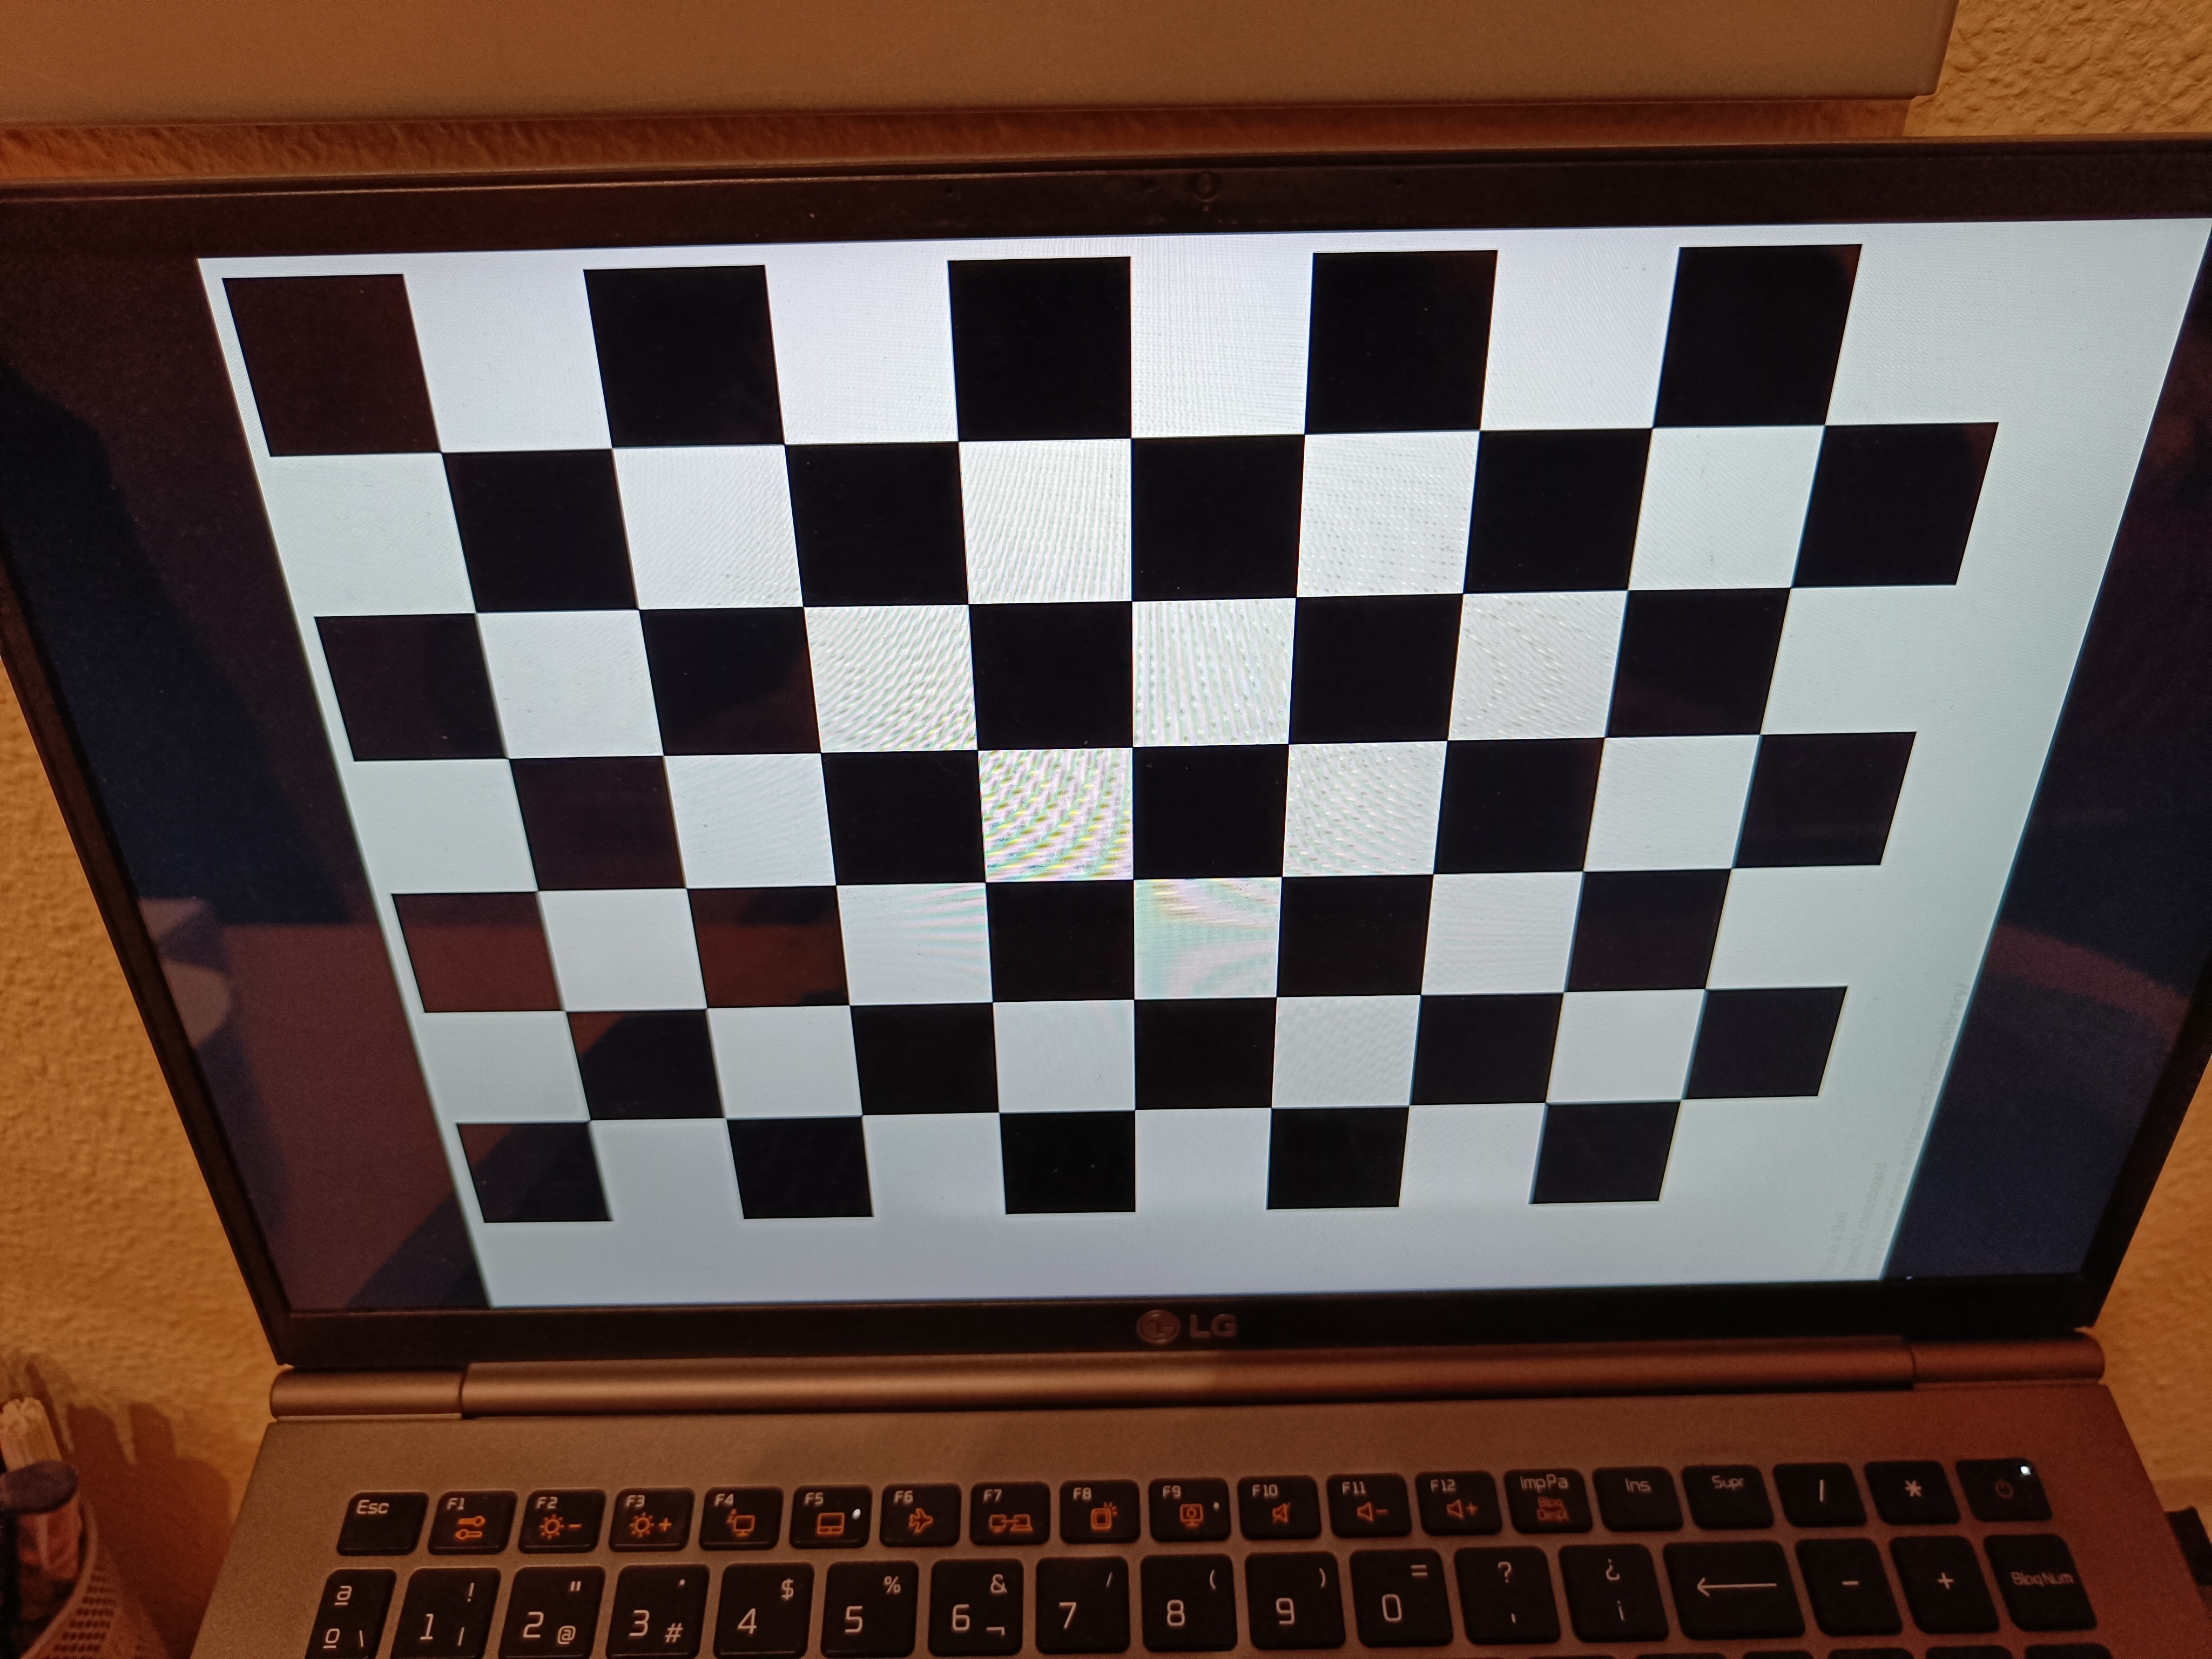 LG
Esc F1 F2 F3 F4 F5 F6 F7 F8 F9 F10 F11 F12 ImpPa Ins Supr / *
Bloq
Despl
! " · $ % & / ( ) = ? ¿
ª 1 | 2 @ 3 # 4 5 6 ¬ 7 8 9 0 ' ¡ - + BloqNum
º \